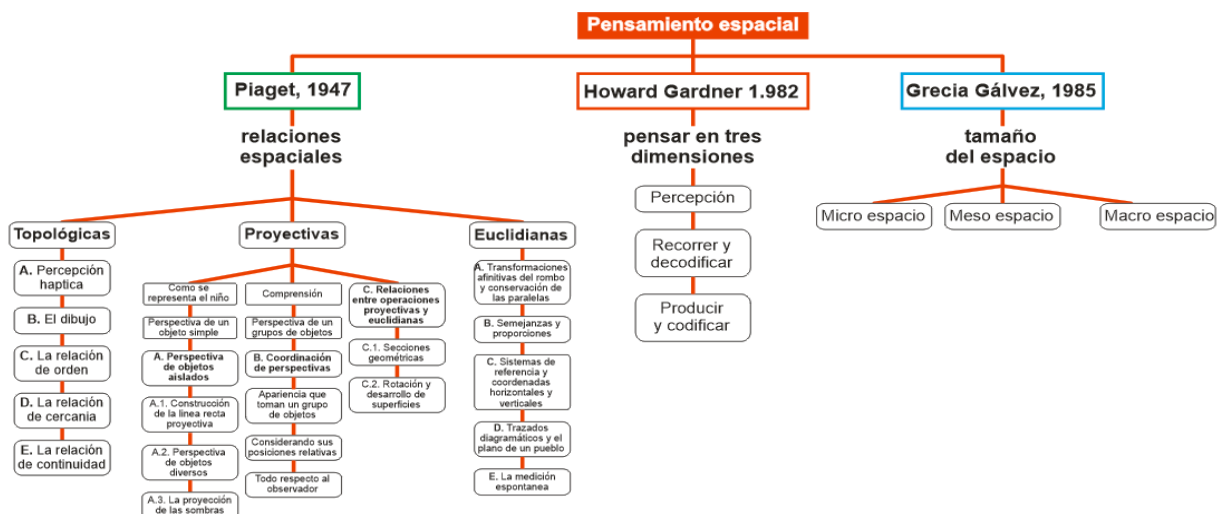 Pensamiento espacial
Piaget, 1947
Howard Gardner 1.982
Grecia Gálvez, 1985
relaciones
espaciales
pensar en tres
dimensiones
tamaño
del espacio
Topológicas
Proyectivas
Euclidianas
Percepción
Recorrer y
decodificar
Producir
y codificar
Micro espacio
Meso espacio
Macro espacio
A. Percepción
haptica
B. El dibujo
C. La relación
de orden
D. La relación
de cercania
E. La relación
de continuidad
Como se
representa el niño
Perspectiva de un
objeto simple
A. Perspectiva
de objetos
aislados
A.1. Construcción
de la linea recta
proyectiva
A.2. Perspectiva
de objetos
diversos
A.3. La proyección
de las sombras
Comprensión
Perspectiva de un
grupos de objetos
B. Coordinación
de perspectivas
Apariencia que
toman un grupo
de objetos
Considerando sus
posiciones relativas
Todo respecto al
observador
C. Relaciones
entre operaciones
proyectivas y
euclidianas
C.1. Secciones
geométricas
C.2. Rotación y
desarrollo de
superficies
A. Transformaciones
afinitivas del rombo
y conservación de
las paralelas
B. Semejanzas y
proporciones
C. Sistemas de
referencia y
coordenadas
horizontales y
verticales
D. Trazados
diagramáticos y el
plano de un pueblo
E. La medición
espontanea